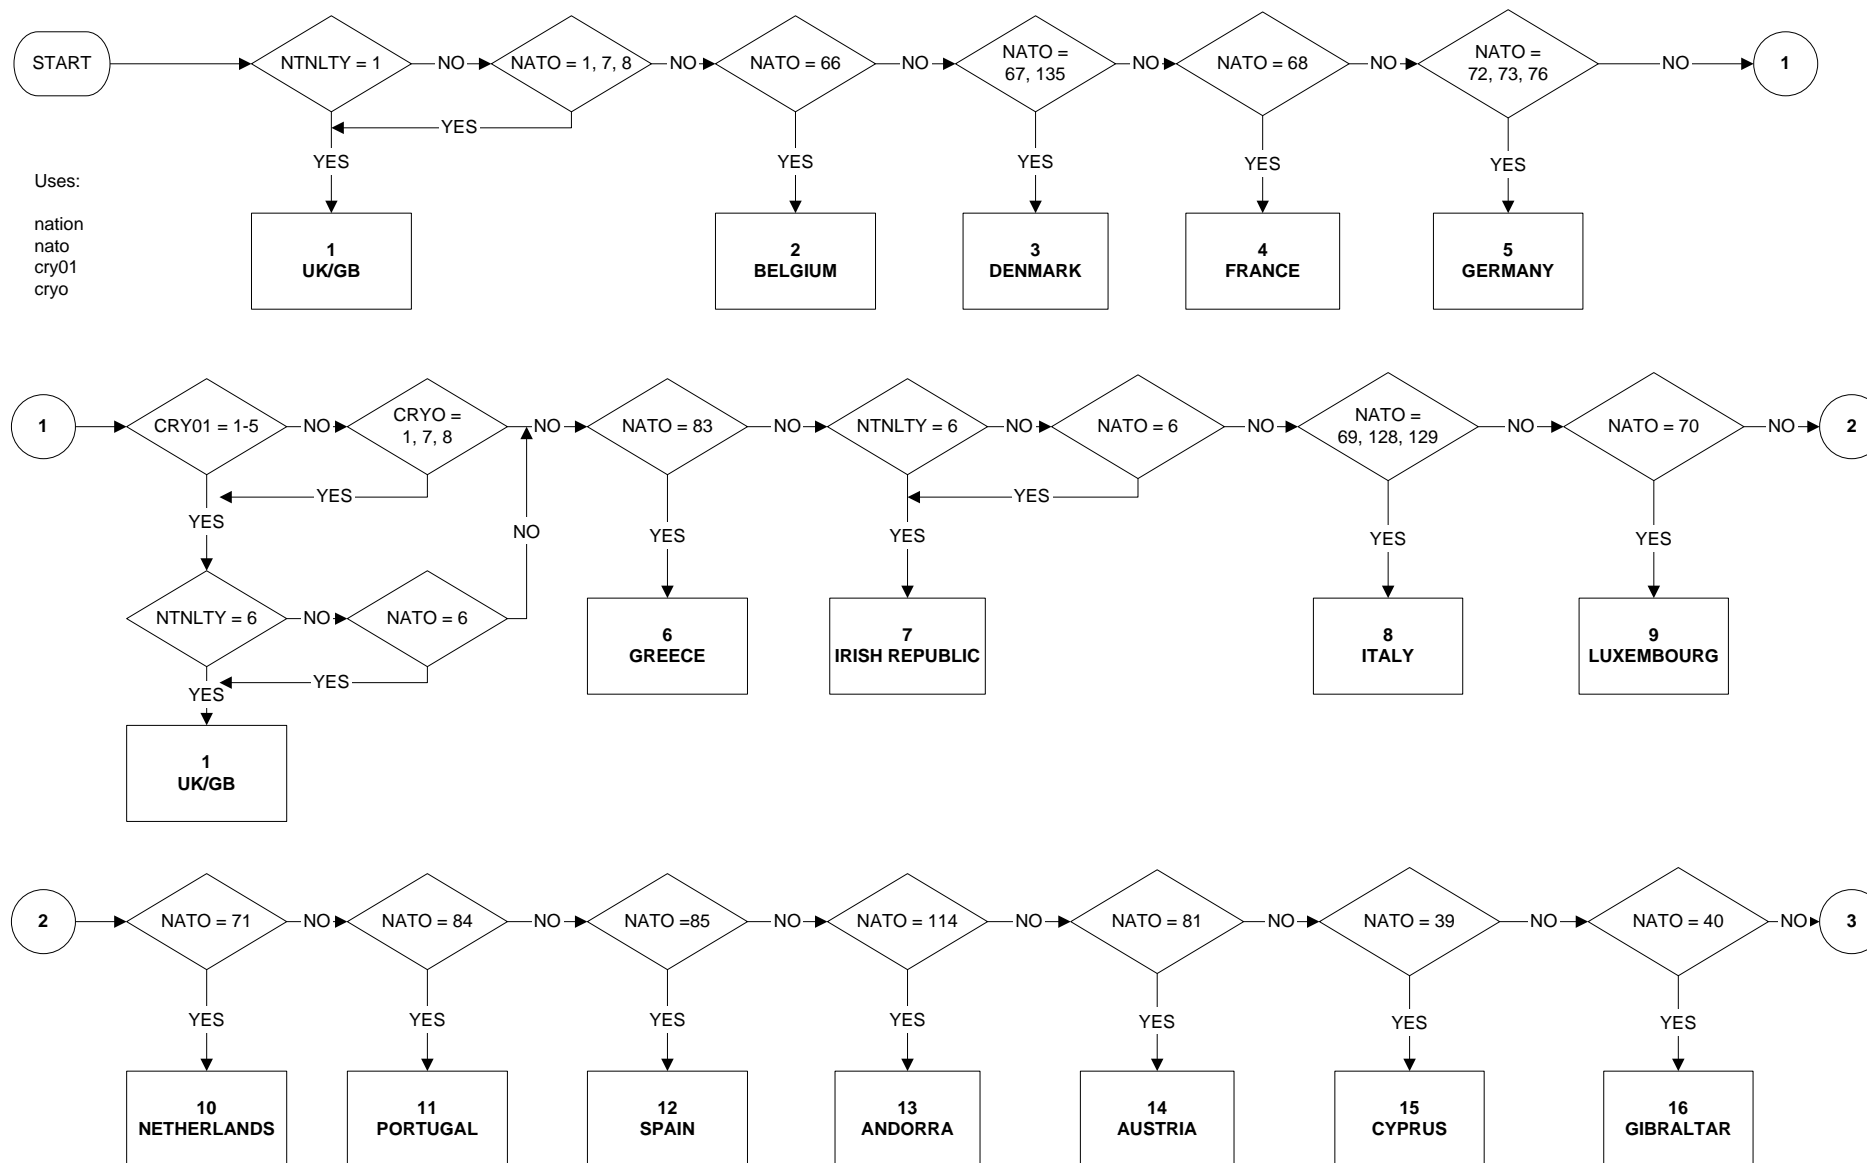 START
NTNLTY = 1
NO
NATO = 1, 7, 8
NO
NATO = 66
NO
NATO =
67, 135
NO
NATO = 68
NO
NATO =
72, 73, 76
NO
1
YES
YES
YES
YES
YES
YES
Uses:
nation
nato
cry01
cryo
1
UK/GB
2
BELGIUM
3
DENMARK
4
FRANCE
5
GERMANY
1
CRY01 = 1-5
NO
CRYO =
1, 7, 8
NO
NATO = 83
NO
NTNLTY = 6
NO
NATO = 6
NO
NATO =
69, 128, 129
NO
NATO = 70
NO
2
YES
YES
YES
NO
YES
YES
YES
YES
NTNLTY = 6
NO
NATO = 6
YES
YES
6
GREECE
7
IRISH REPUBLIC
8
ITALY
9
LUXEMBOURG
1
UK/GB
2
NATO = 71
NO
NATO = 84
NO
NATO =85
NO
NATO = 114
NO
NATO = 81
NO
NATO = 39
NO
NATO = 40
NO
3
YES
YES
YES
YES
YES
YES
YES
10
NETHERLANDS
11
PORTUGAL
12
SPAIN
13
ANDORRA
14
AUSTRIA
15
CYPRUS
16
GIBRALTAR